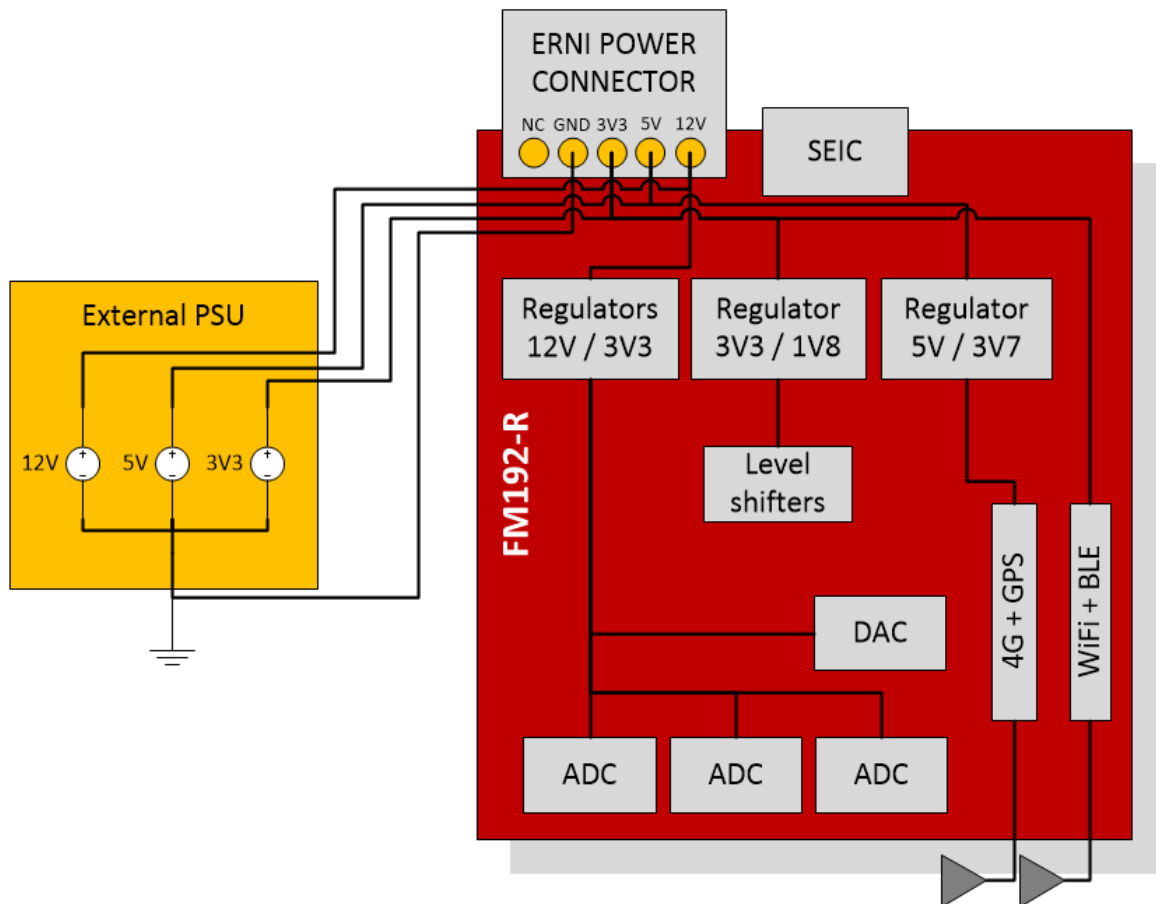 ERNI POWER
CONNECTOR
NC GND 3V3 5V 12V
SEIC
External PSU
12V 5V 3V3
Regulators
12V / 3V3
Regulator
3V3 / 1V8
Regulator
5V / 3V7
FM192-R
Level
shifters
DAC
4G + GPS
WiFi + BLE
ADC
ADC
ADC